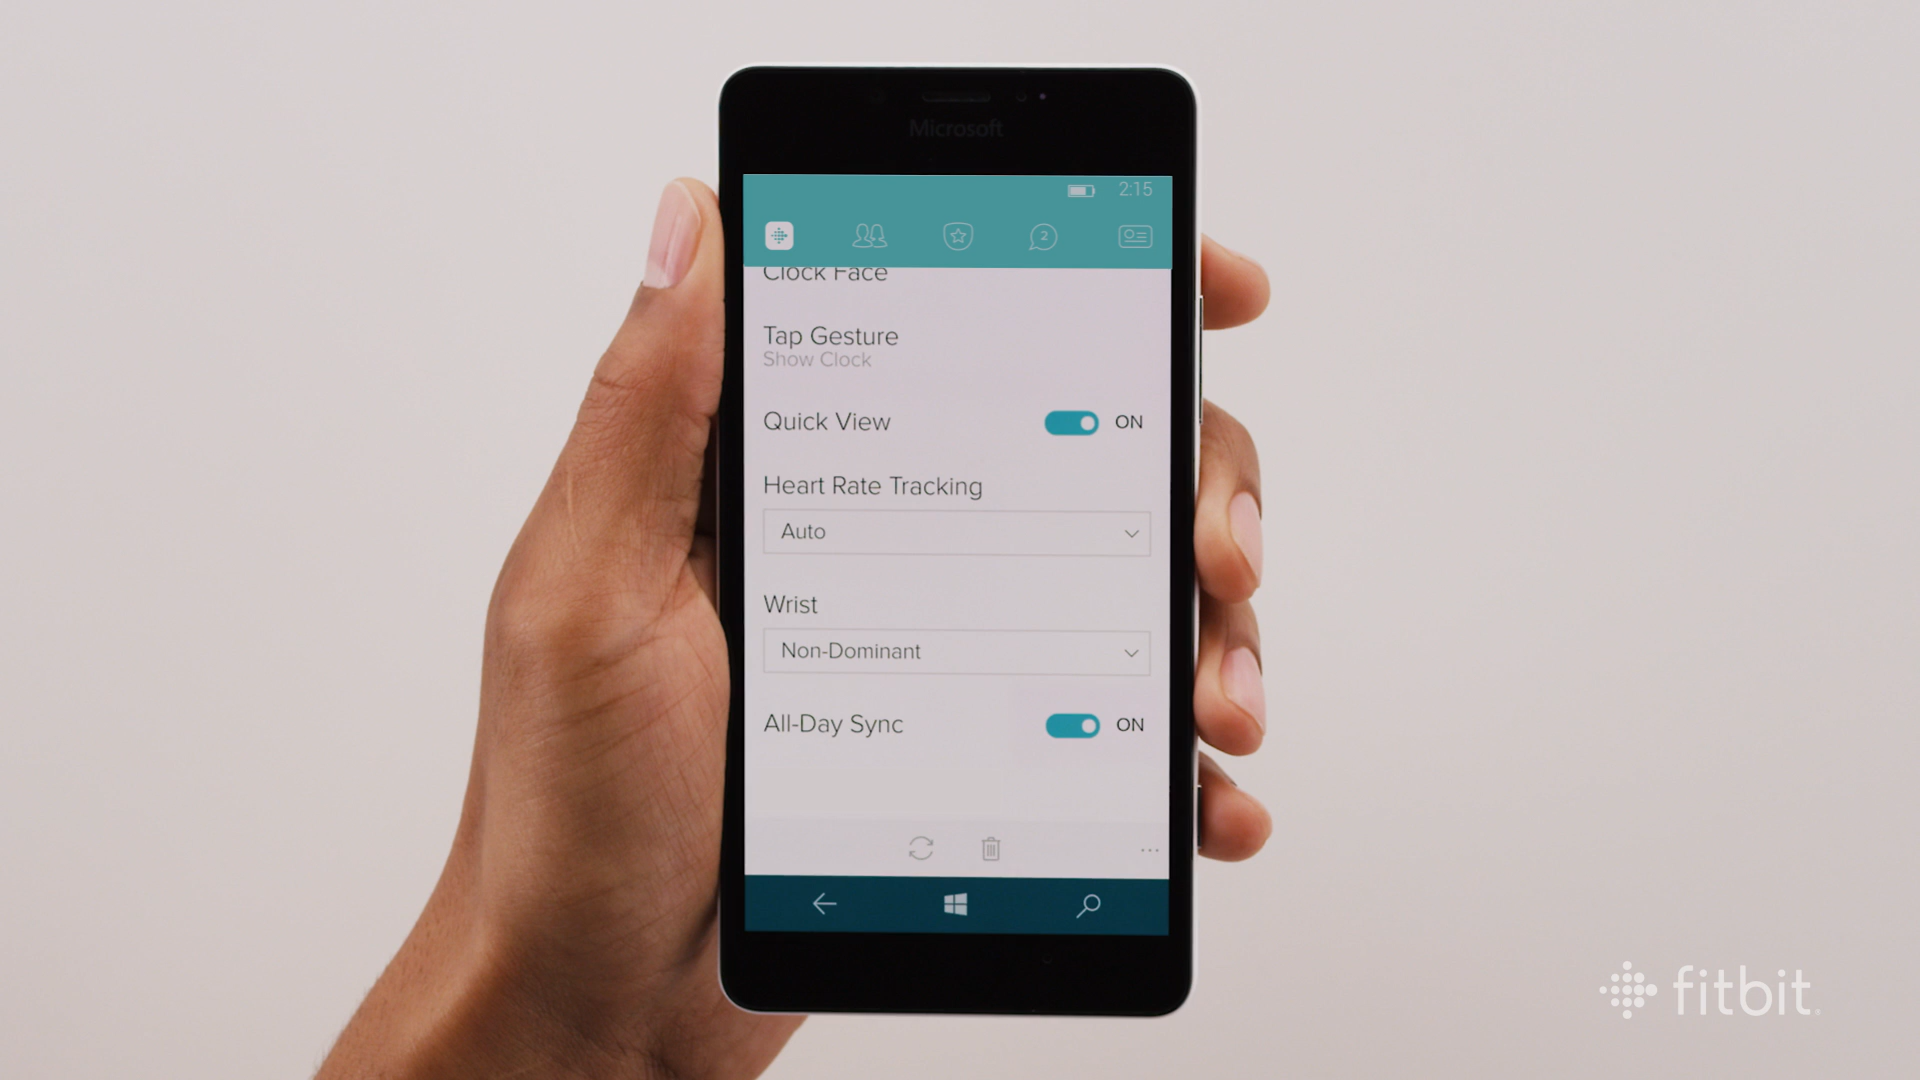 Microsoft
2:15
2
Clock Face
Tap Gesture
Show Clock
Quick View ON
Heart Rate Tracking
Auto
Wrist
Non-Dominant
All-Day Sync ON
fitbit